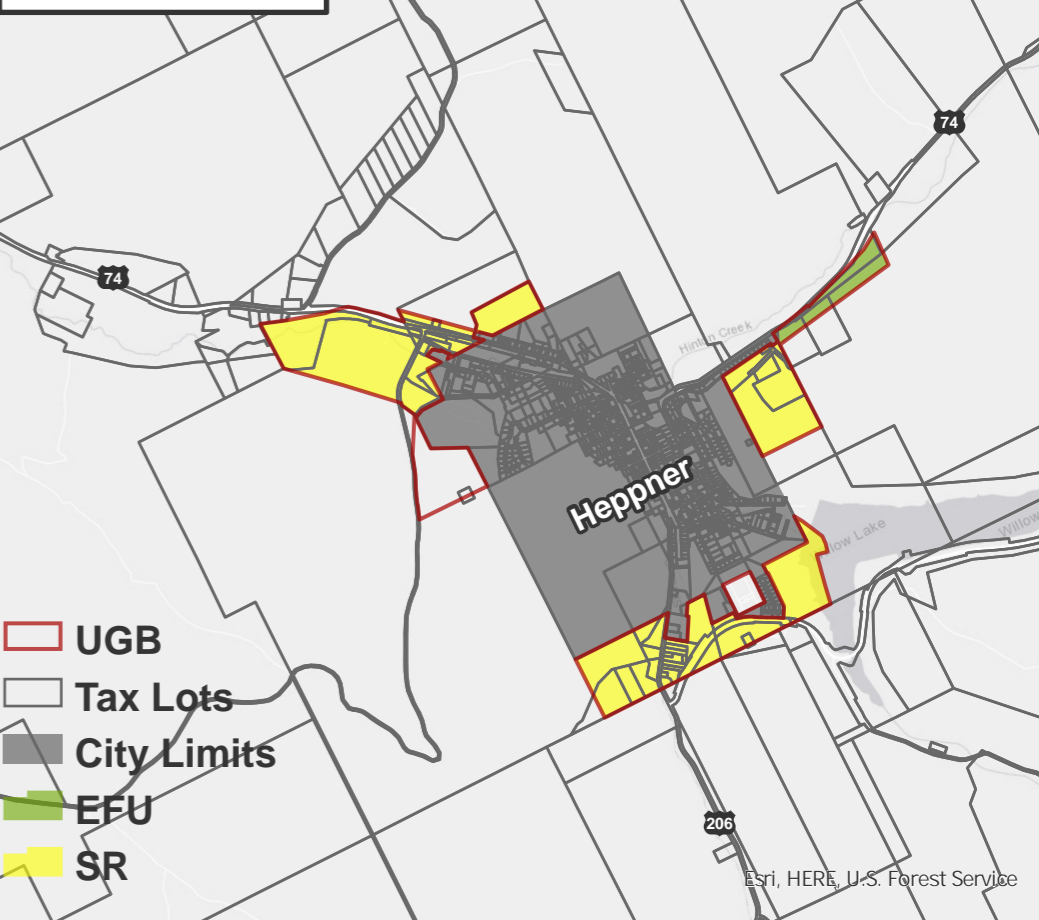 74
74
Hinton Creek
Heppner
low Lake
Willow
UGB
Tax Lots
City Limits
EFU
SR
206
Esri, HERE, U.S. Forest Service